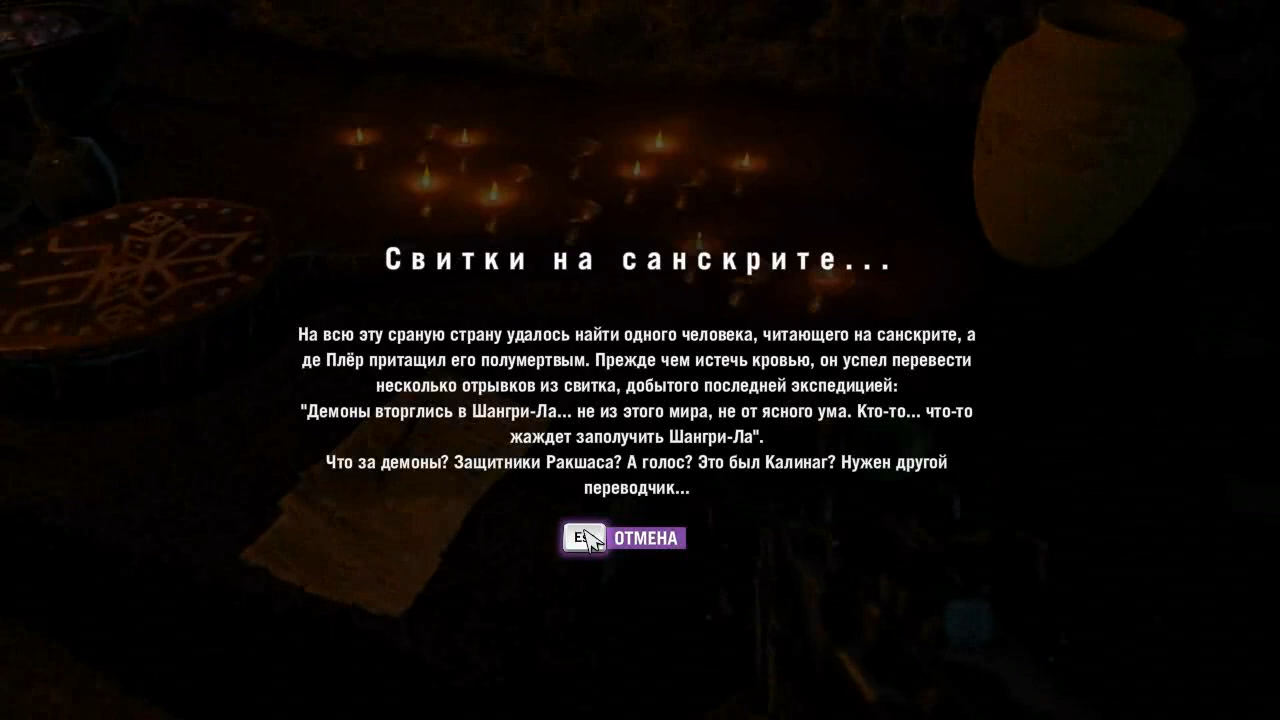 Свитки на санскрите...
На всю эту сраную страну удалось найти одного человека, читающего на санскрите, а
де Плёр притащил его полумертвым. Прежде чем истечь кровью, он успел перевести
несколько отрывков из свитка, добытого последней экспедицией:
"Демоны вторглись в Шангри-Ла... не из этого мира, не от ясного ума. Кто-то... что-то
жаждет заполучить Шангри-Ла".
Что за демоны? Защитники Ракшаса? А голос? Это был Калинаг? Нужен другой
переводчик...
ОТМЕНА